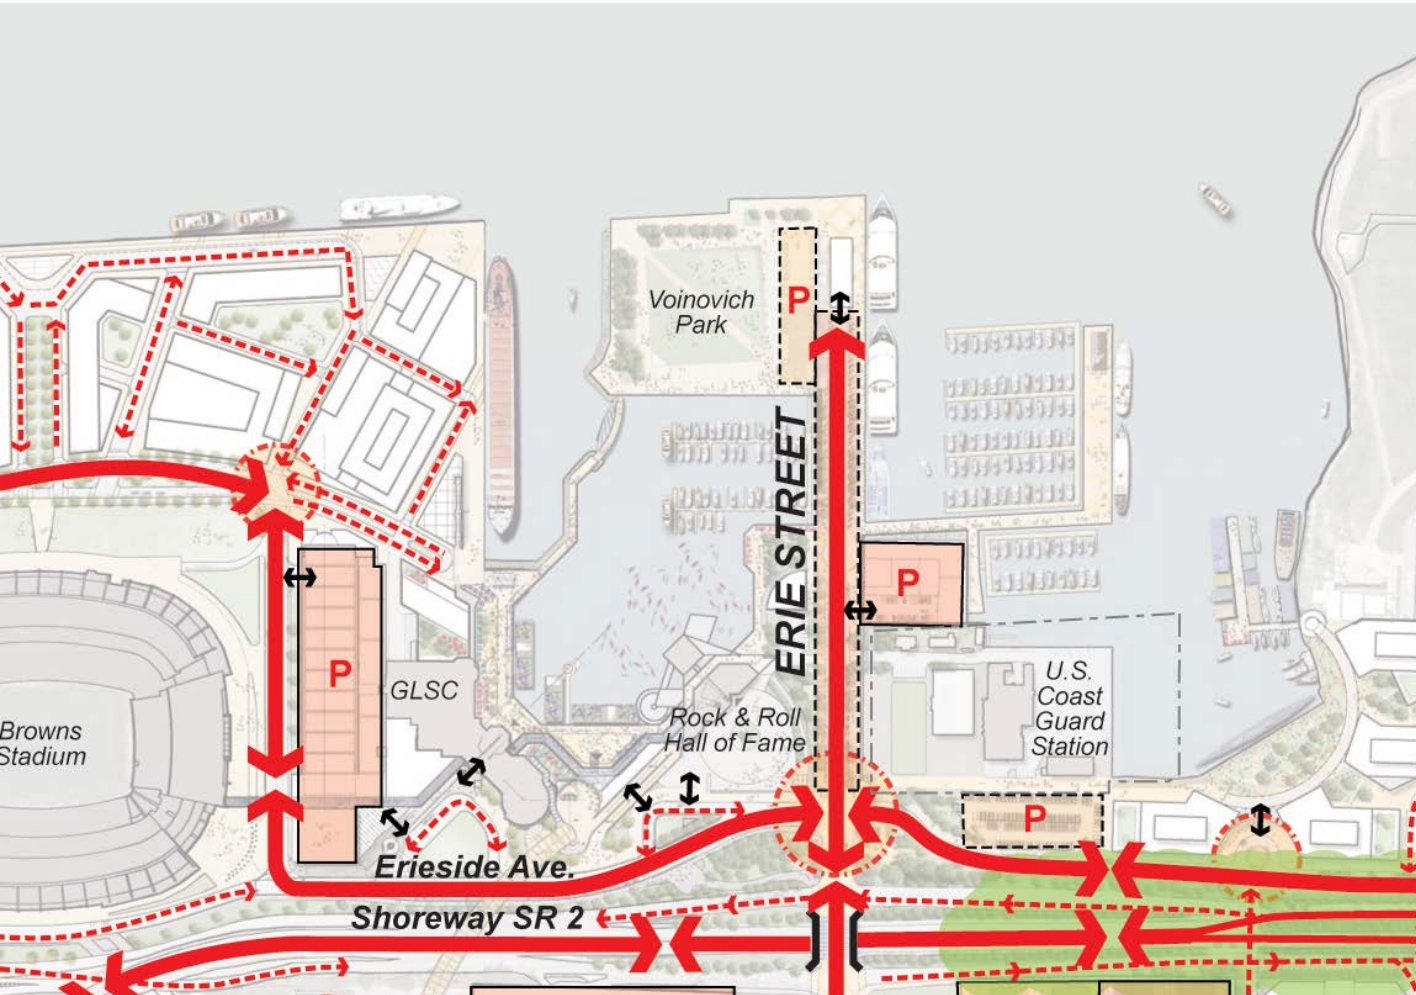 Voinovich
Park
P
ERIE STREET
P
P
GLSC
U.S.
Coast
Guard
Station
Rock & Roll
Hall of Fame
Browns
Stadium
P
Erieside Ave.
Shoreway SR 2